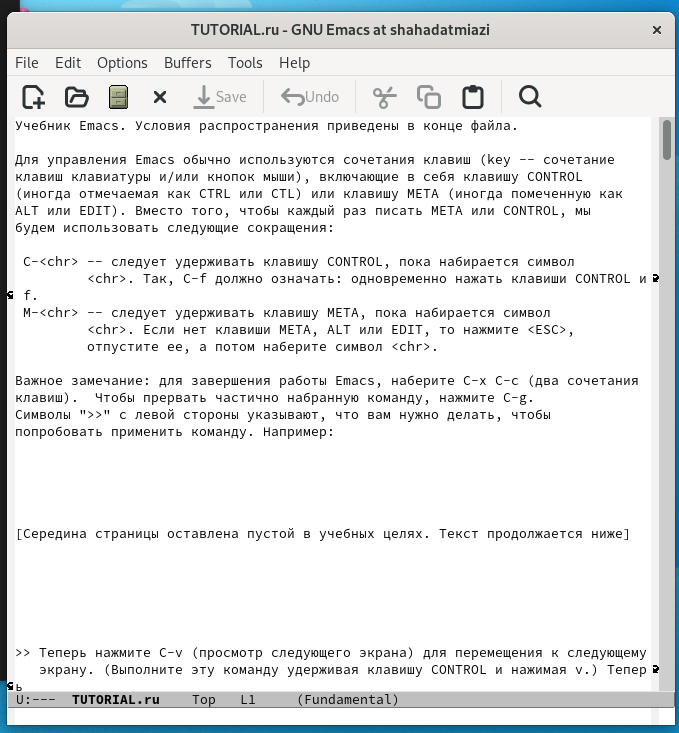 TUTORIAL.ru - GNU Emacs at shahadatmiazi
File Edit Options Buffers Tools Help
Save Undo
Учебник Emacs. Условия распространения приведены в конце файла.
Для управления Emacs обычно используются сочетания клавиш (key -- сочетание
клавиш клавиатуры и/или кнопок мыши), включающие в себя клавишу CONTROL
(иногда отмечаемая как CTRL или CTL) или клавишу META (иногда помеченную как
ALT или EDIT). Вместо того, чтобы каждый раз писать META или CONTROL, мы
будем использовать следующие сокращения:
C-<chr> -- следует удерживать клавишу CONTROL, пока набирается символ
<chr>. Так, C-f должно означать: одновременно нажать клавиши CONTROL и
f.
M-<chr> -- следует удерживать клавишу META, пока набирается символ
<chr>. Если нет клавиши META, ALT или EDIT, то нажмите <ESC>,
отпустите ее, а потом наберите символ <chr>.
Важное замечание: для завершения работы Emacs, наберите C-x C-c (два сочетания
клавиш).  Чтобы прервать частично набранную команду, нажмите C-g.
Символы ">>" с левой стороны указывают, что вам нужно делать, чтобы
попробовать применить команду. Например:
[Середина страницы оставлена пустой в учебных целях. Текст продолжается ниже]
>> Теперь нажмите C-v (просмотр следующего экрана) для перемещения к следующему
экрану. (Выполните эту команду удерживая клавишу CONTROL и нажимая v.) Тепер
ь
U:--- TUTORIAL.ru Top L1 (Fundamental)